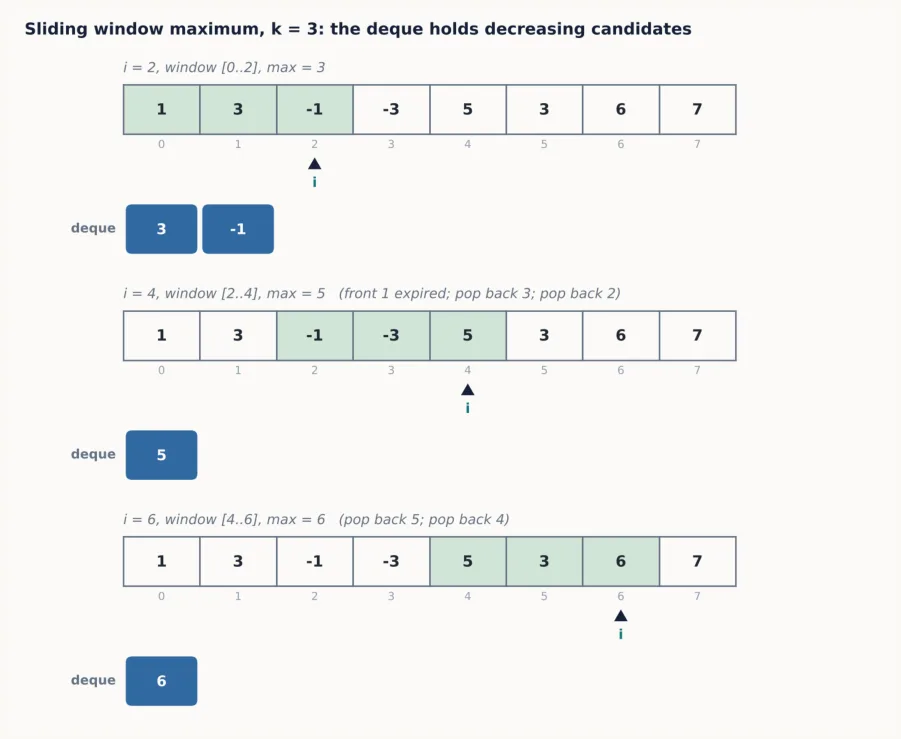 Sliding window maximum, k = 3: the deque holds decreasing candidates
i = 2, window [0..2], max = 3
1 3 -1 -3 5 3 6 7
0 1 2 3 4 5 6 7
i
deque 3 -1
i = 4, window [2..4], max = 5 (front 1 expired; pop back 3; pop back 2)
1 3 -1 -3 5 3 6 7
0 1 2 3 4 5 6 7
i
deque 5
i = 6, window [4..6], max = 6 (pop back 5; pop back 4)
1 3 -1 -3 5 3 6 7
0 1 2 3 4 5 6 7
i
deque 6